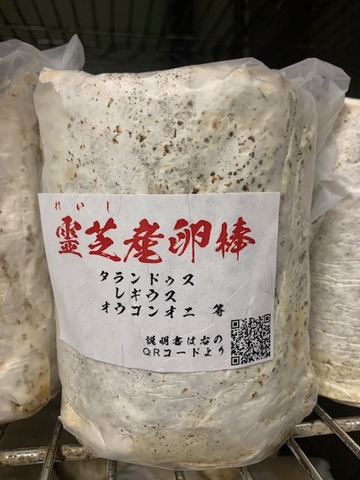 れいし
靈芝産卵棒
タランドゥス
レギウス
オウゴンオニ 等
説明書は右の
QRコードより